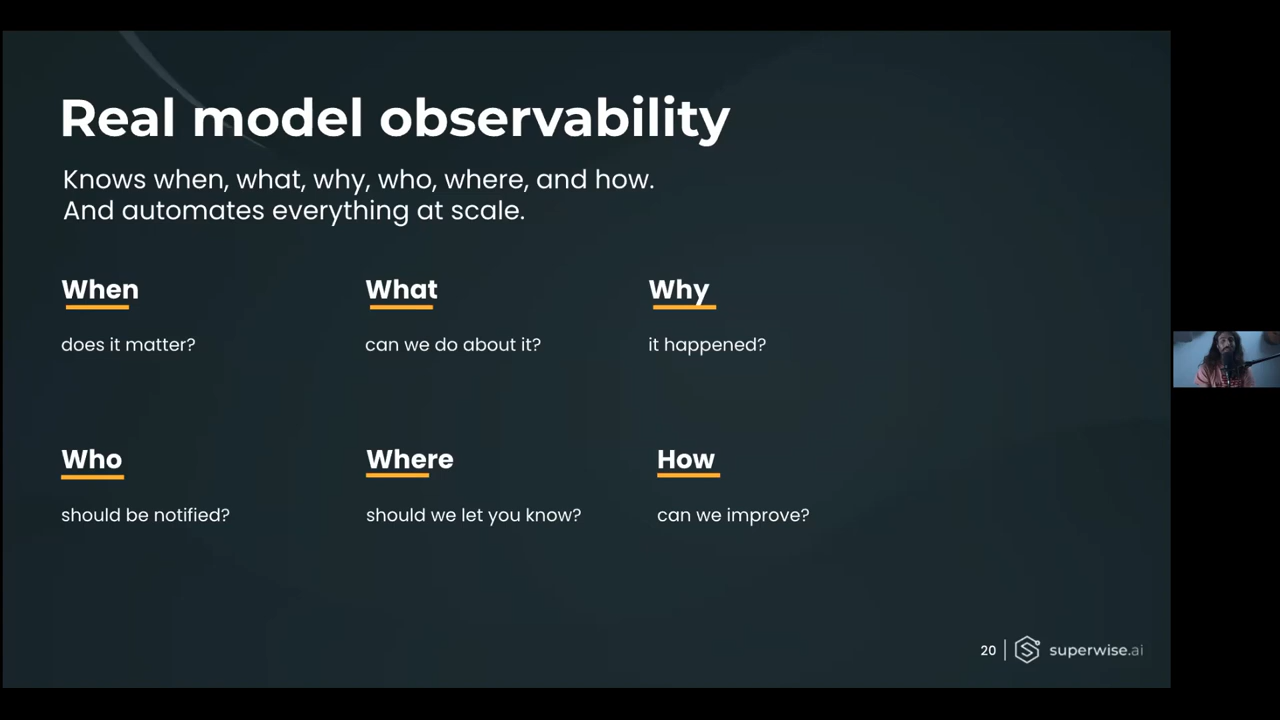 Real model observability
Knows when, what, why, who, where, and how.
And automates everything at scale.
When
does it matter?
What
can we do about it?
Why
it happened?
Who
should be notified?
Where
should we let you know?
How
can we improve?
20
superwise.ai